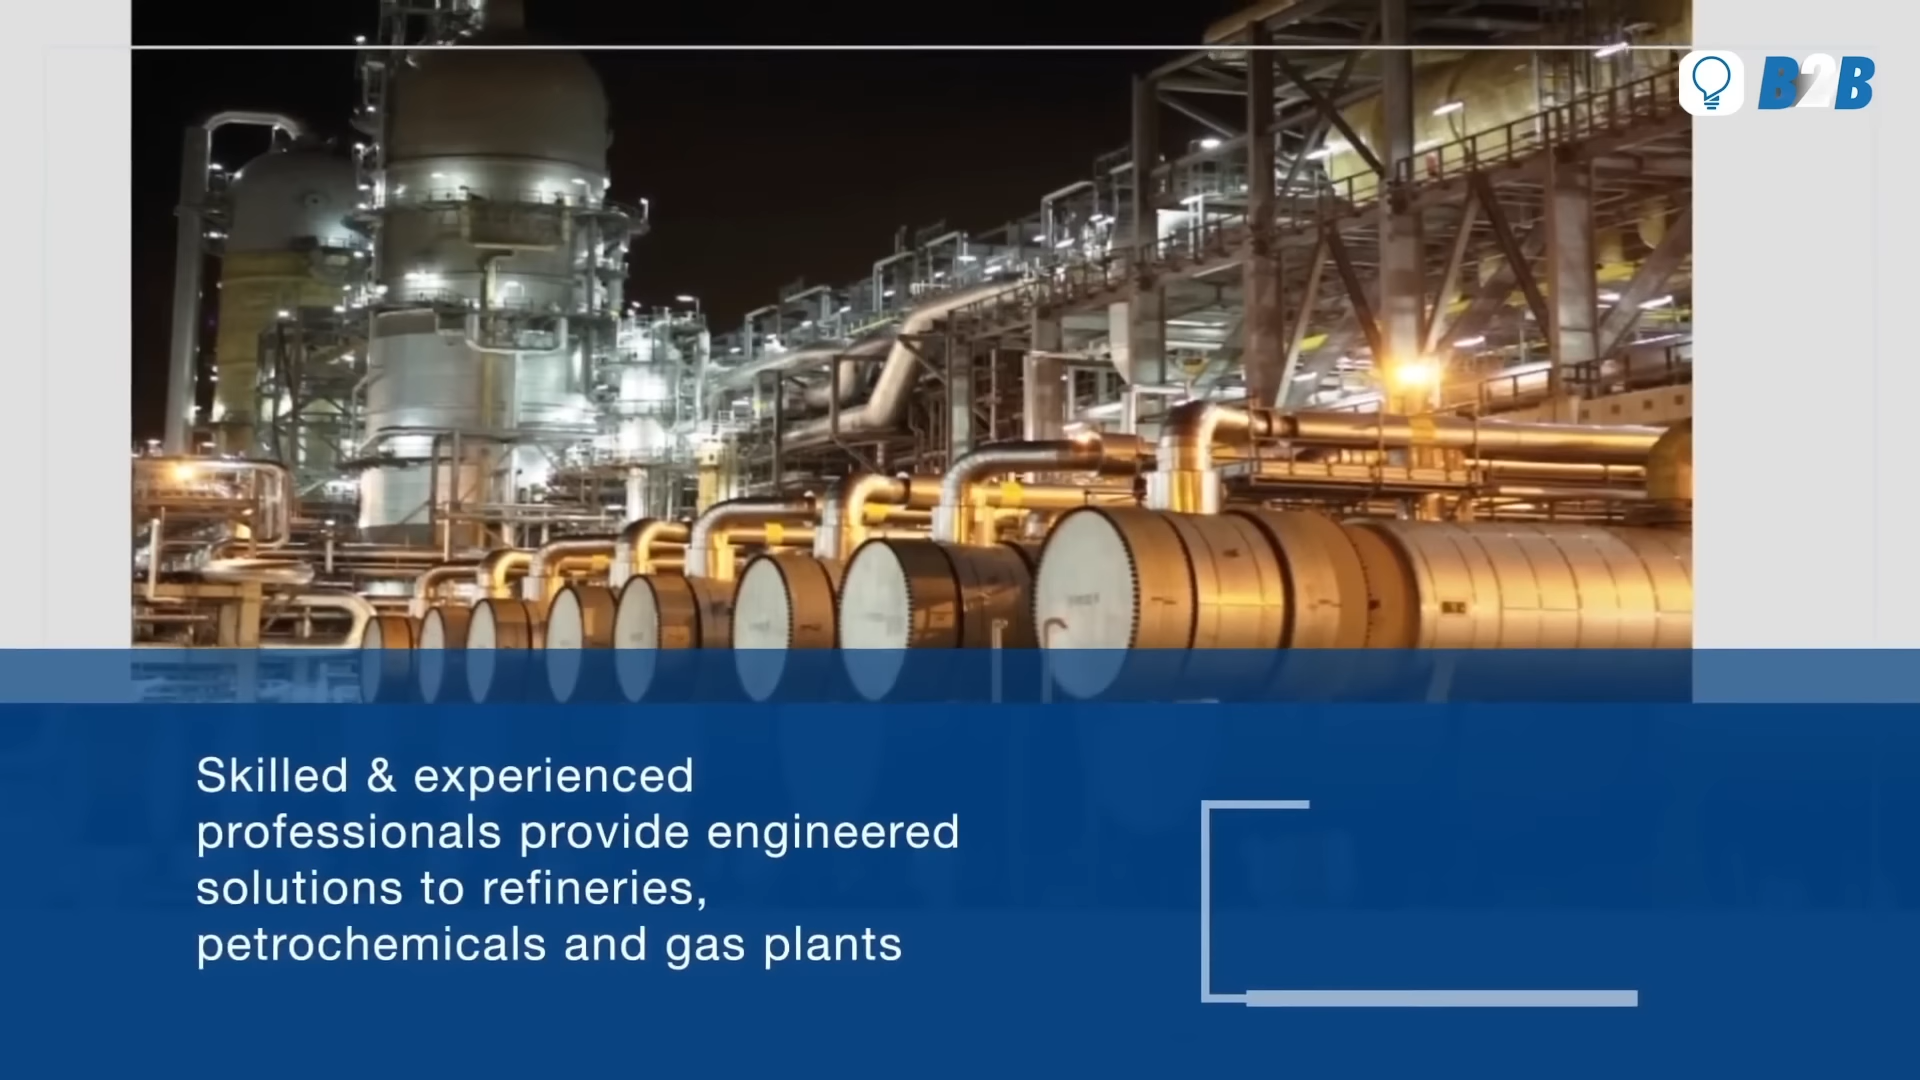 B2B
Skilled & experienced
professionals provide engineered
solutions to refineries,
petrochemicals and gas plants